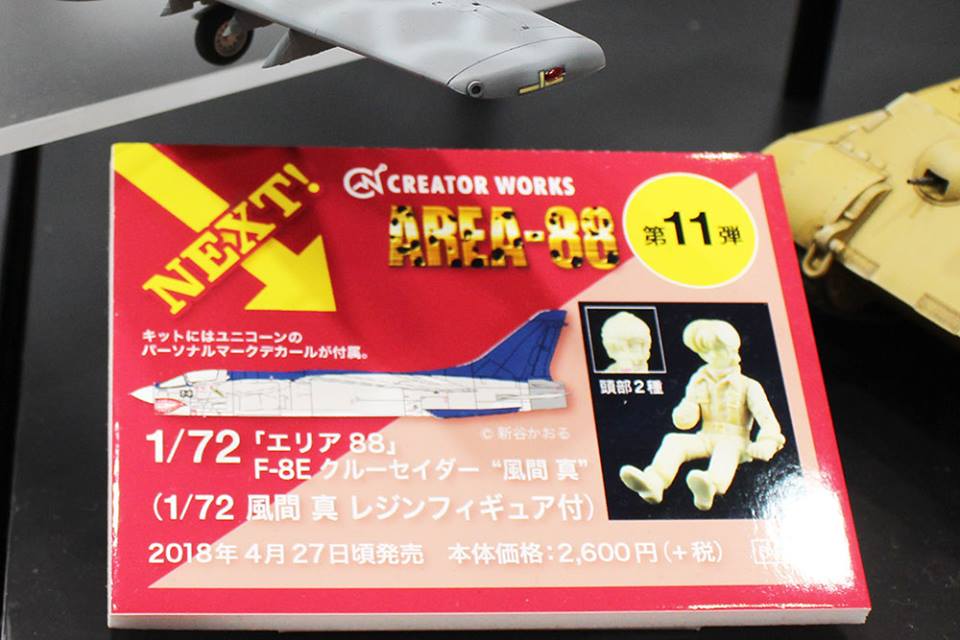 NEXT!
CREATOR WORKS
AREA-88
第11弾
キットにはユニコーンの
パーソナルマークデカールが付属。
頭部2種
© 新谷かおる
1/72 「エリア 88」
F-8E クルーセイダー “風間 真”
(1/72 風間 真 レジンフィギュア付)
2018年4月27日頃発売 本体価格:2,600円(+税)